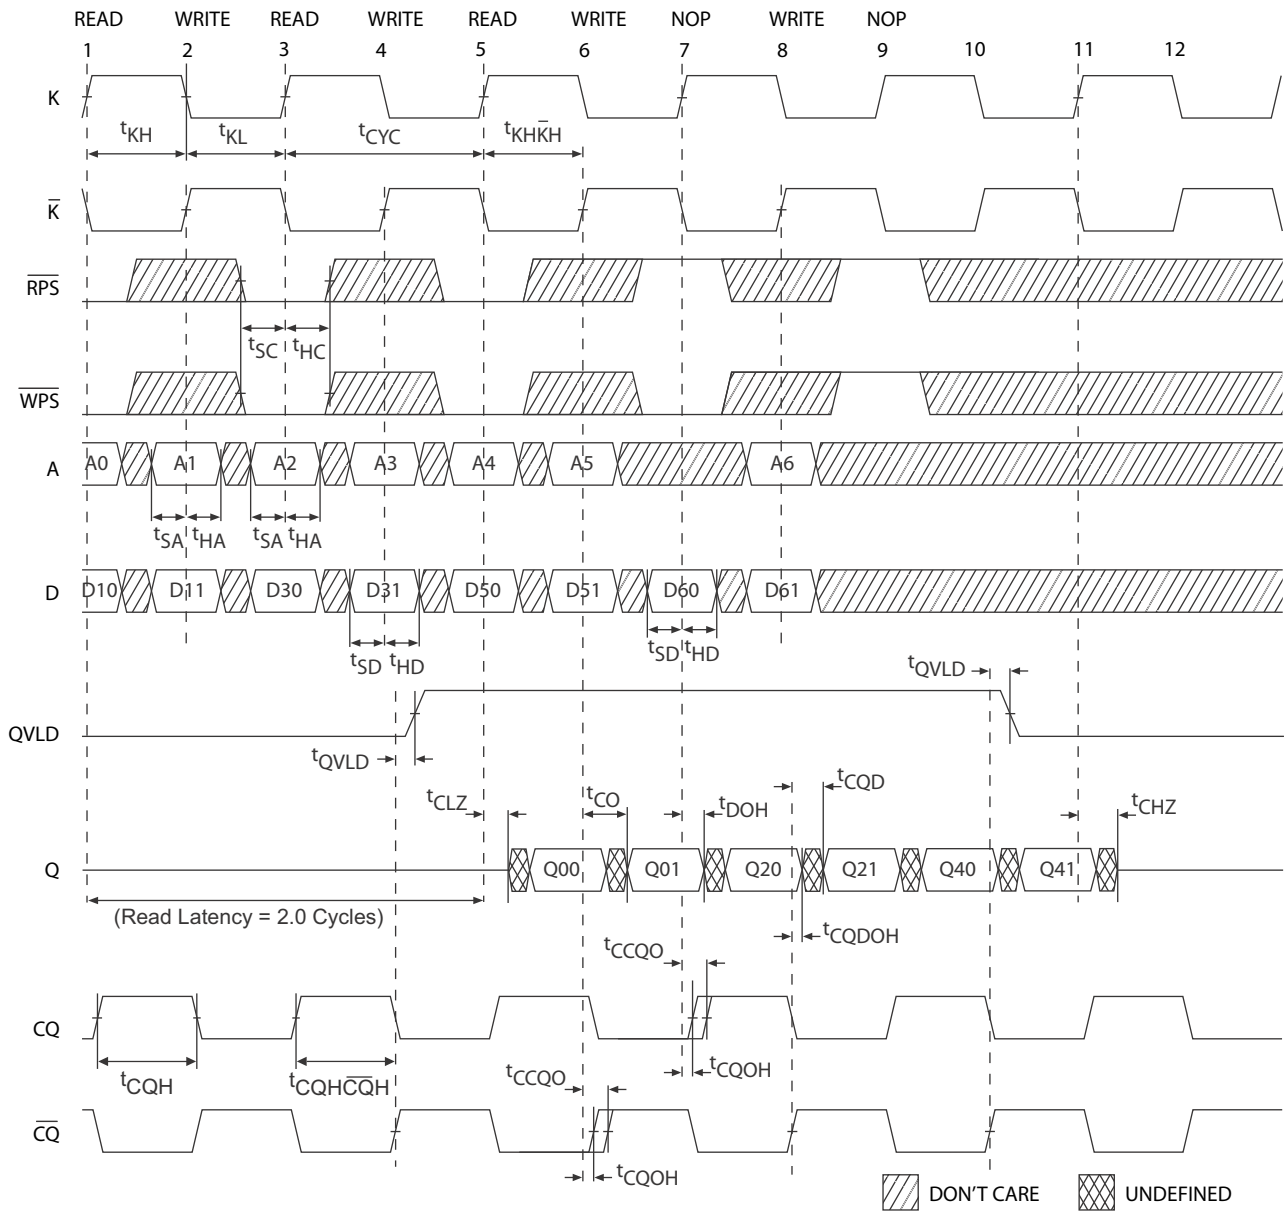 READ WRITE READ WRITE READ WRITE NOP WRITE NOP
1 2 3 4 5 6 7 8 9 10 11 12
K
tKH tKL tCYC tKHK̅H
K̅
R̅P̅S̅
tSC tHC
W̅P̅S̅
A A0 A1 A2 A3 A4 A5 A6
tSA tHA tSA tHA
D D10 D11 D30 D31 D50 D51 D60 D61
tSD tHD tSD tHD
tQVLD
QVLD
tQVLD
tCLZ tCO tDOH tCQD tCHZ
Q Q00 Q01 Q20 Q21 Q40 Q41
(Read Latency = 2.0 Cycles)
tCQDOH
tCCQO
CQ
tCQH tCQHC̅Q̅H tCCQO tCQOH
C̅Q̅
tCQOH
DON'T CARE UNDEFINED